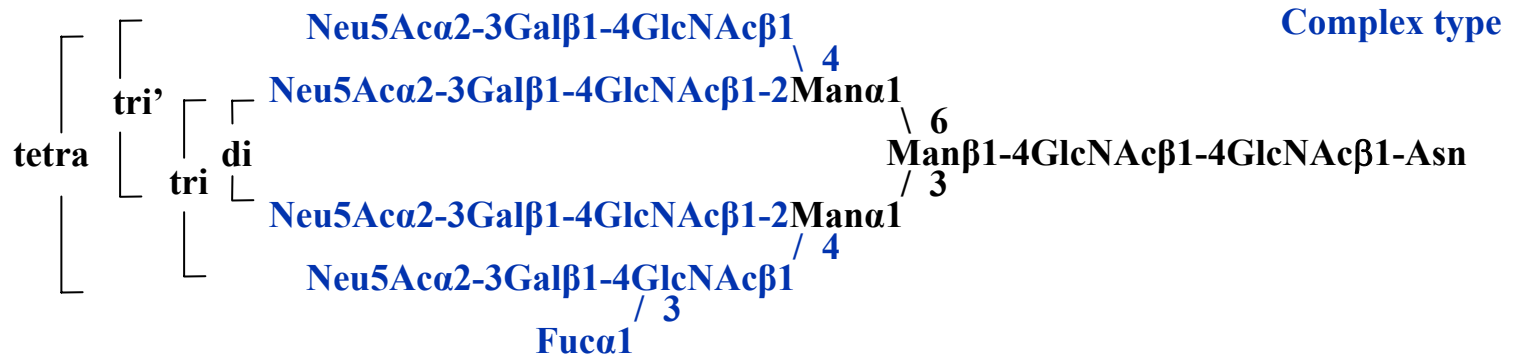 Complex type
Neu5Acα2-3Galβ1-4GlcNAcβ1
\ 4
Neu5Acα2-3Galβ1-4GlcNAcβ1-2Manα1
tri’
\ 6
tetra
tri
di
Manβ1-4GlcNAcβ1-4GlcNAcβ1-Asn
/ 3
Neu5Acα2-3Galβ1-4GlcNAcβ1-2Manα1
/ 4
Neu5Acα2-3Galβ1-4GlcNAcβ1
/ 3
Fucα1